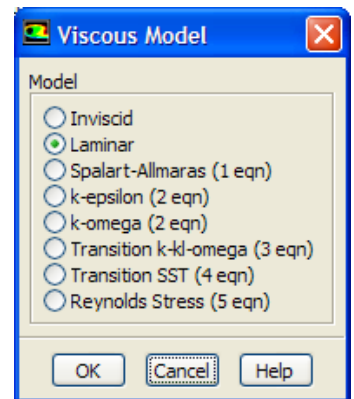 Viscous Model
Model
Inviscid
Laminar
Spalart-Allmaras (1 eqn)
k-epsilon (2 eqn)
k-omega (2 eqn)
Transition k-kl-omega (3 eqn)
Transition SST (4 eqn)
Reynolds Stress (5 eqn)
OK Cancel Help